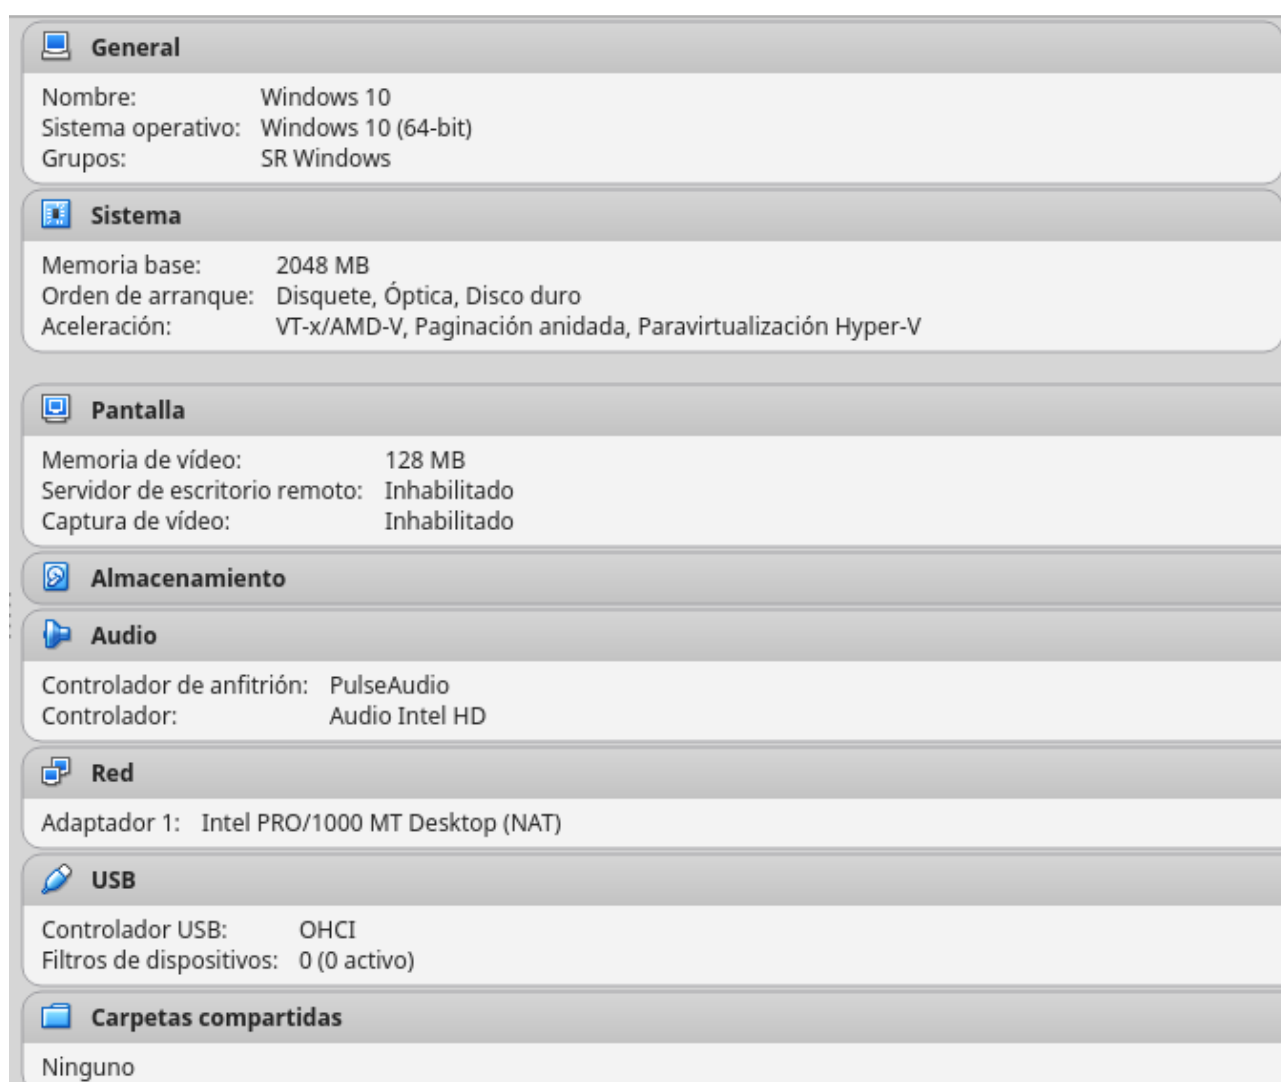 General
Nombre: Windows 10
Sistema operativo: Windows 10 (64-bit)
Grupos: SR Windows
Sistema
Memoria base: 2048 MB
Orden de arranque: Disquete, Óptica, Disco duro
Aceleración: VT-x/AMD-V, Paginación anidada, Paravirtualización Hyper-V
Pantalla
Memoria de vídeo: 128 MB
Servidor de escritorio remoto: Inhabilitado
Captura de vídeo: Inhabilitado
Almacenamiento
Audio
Controlador de anfitrión: PulseAudio
Controlador: Audio Intel HD
Red
Adaptador 1: Intel PRO/1000 MT Desktop (NAT)
USB
Controlador USB: OHCI
Filtros de dispositivos: 0 (0 activo)
Carpetas compartidas
Ninguno